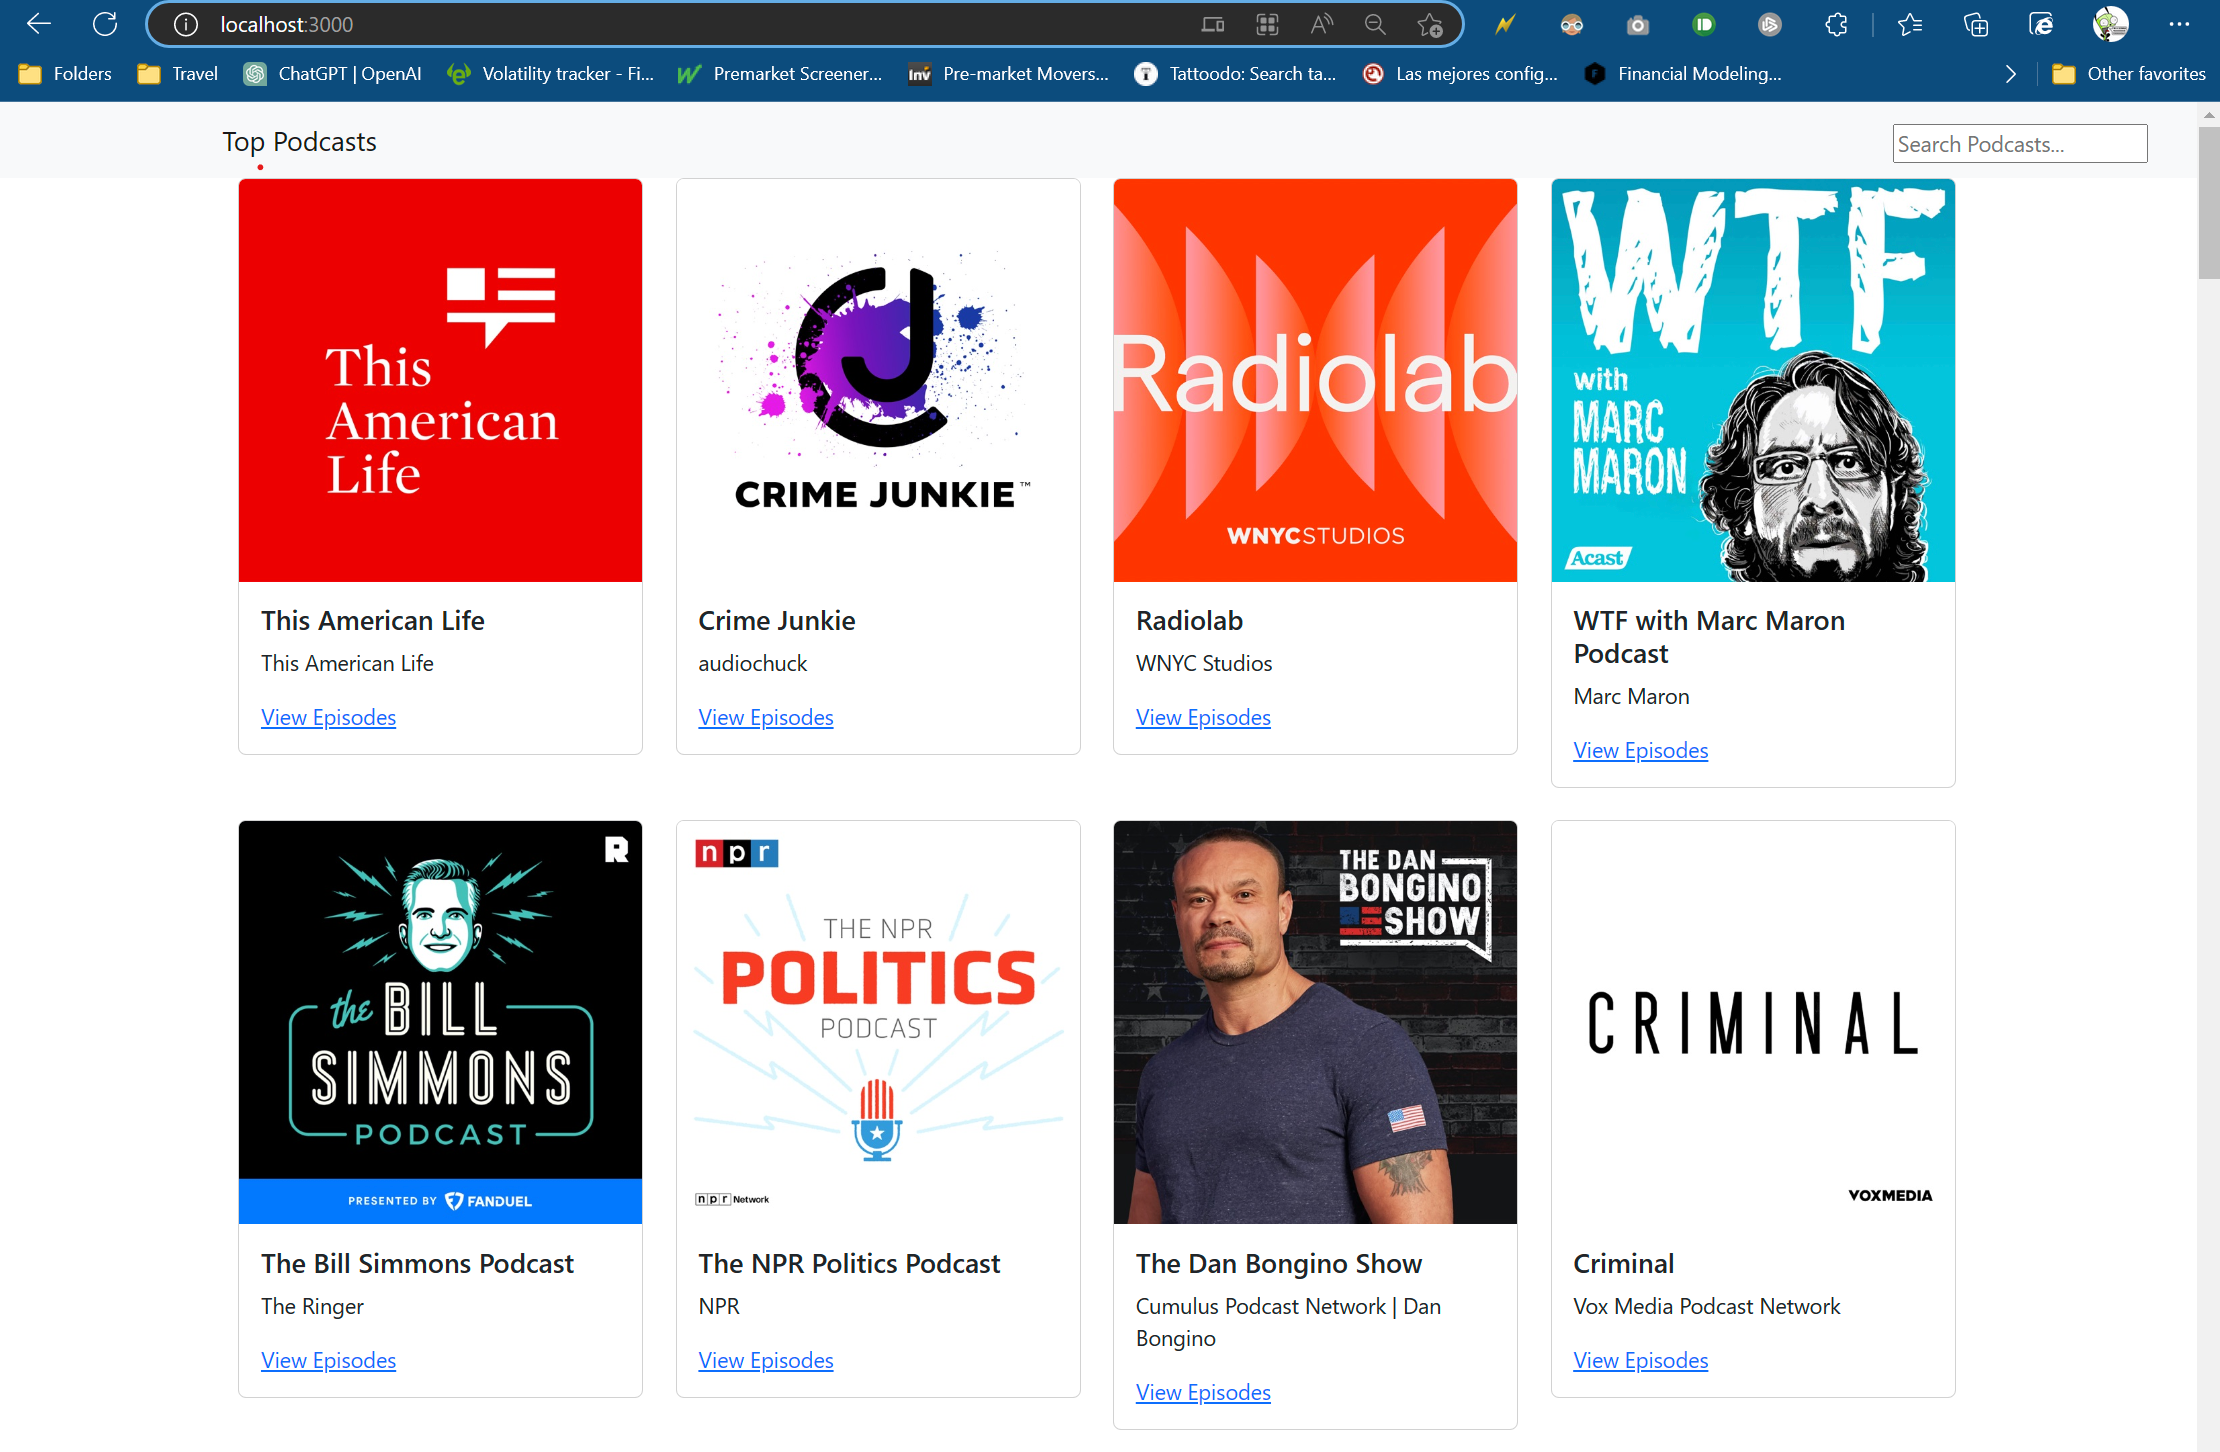 localhost:3000
Folders
Travel
ChatGPT | OpenAI
Volatility tracker - Fi...
Premarket Screener...
Inv
Pre-market Movers...
T
Tattoodo: Search ta...
Las mejores config...
F
Financial Modeling...
Other favorites
Top Podcasts
Search Podcasts...
This
American
Life
CJ
CRIME JUNKIE™
Radiolab
WNYCSTUDIOS
WTF
with
MARC
MARON
Acast
This American Life
This American Life
View Episodes
Crime Junkie
audiochuck
View Episodes
Radiolab
WNYC Studios
View Episodes
WTF with Marc Maron
Podcast
Marc Maron
View Episodes
R
the BILL
SIMMONS
PODCAST
PRESENTED BY FANDUEL
npr
THE NPR
POLITICS
PODCAST
npr Network
THE DAN
BONGINO
SHOW
CRIMINAL
VOXMEDIA
The Bill Simmons Podcast
The Ringer
View Episodes
The NPR Politics Podcast
NPR
View Episodes
The Dan Bongino Show
Cumulus Podcast Network | Dan
Bongino
View Episodes
Criminal
Vox Media Podcast Network
View Episodes